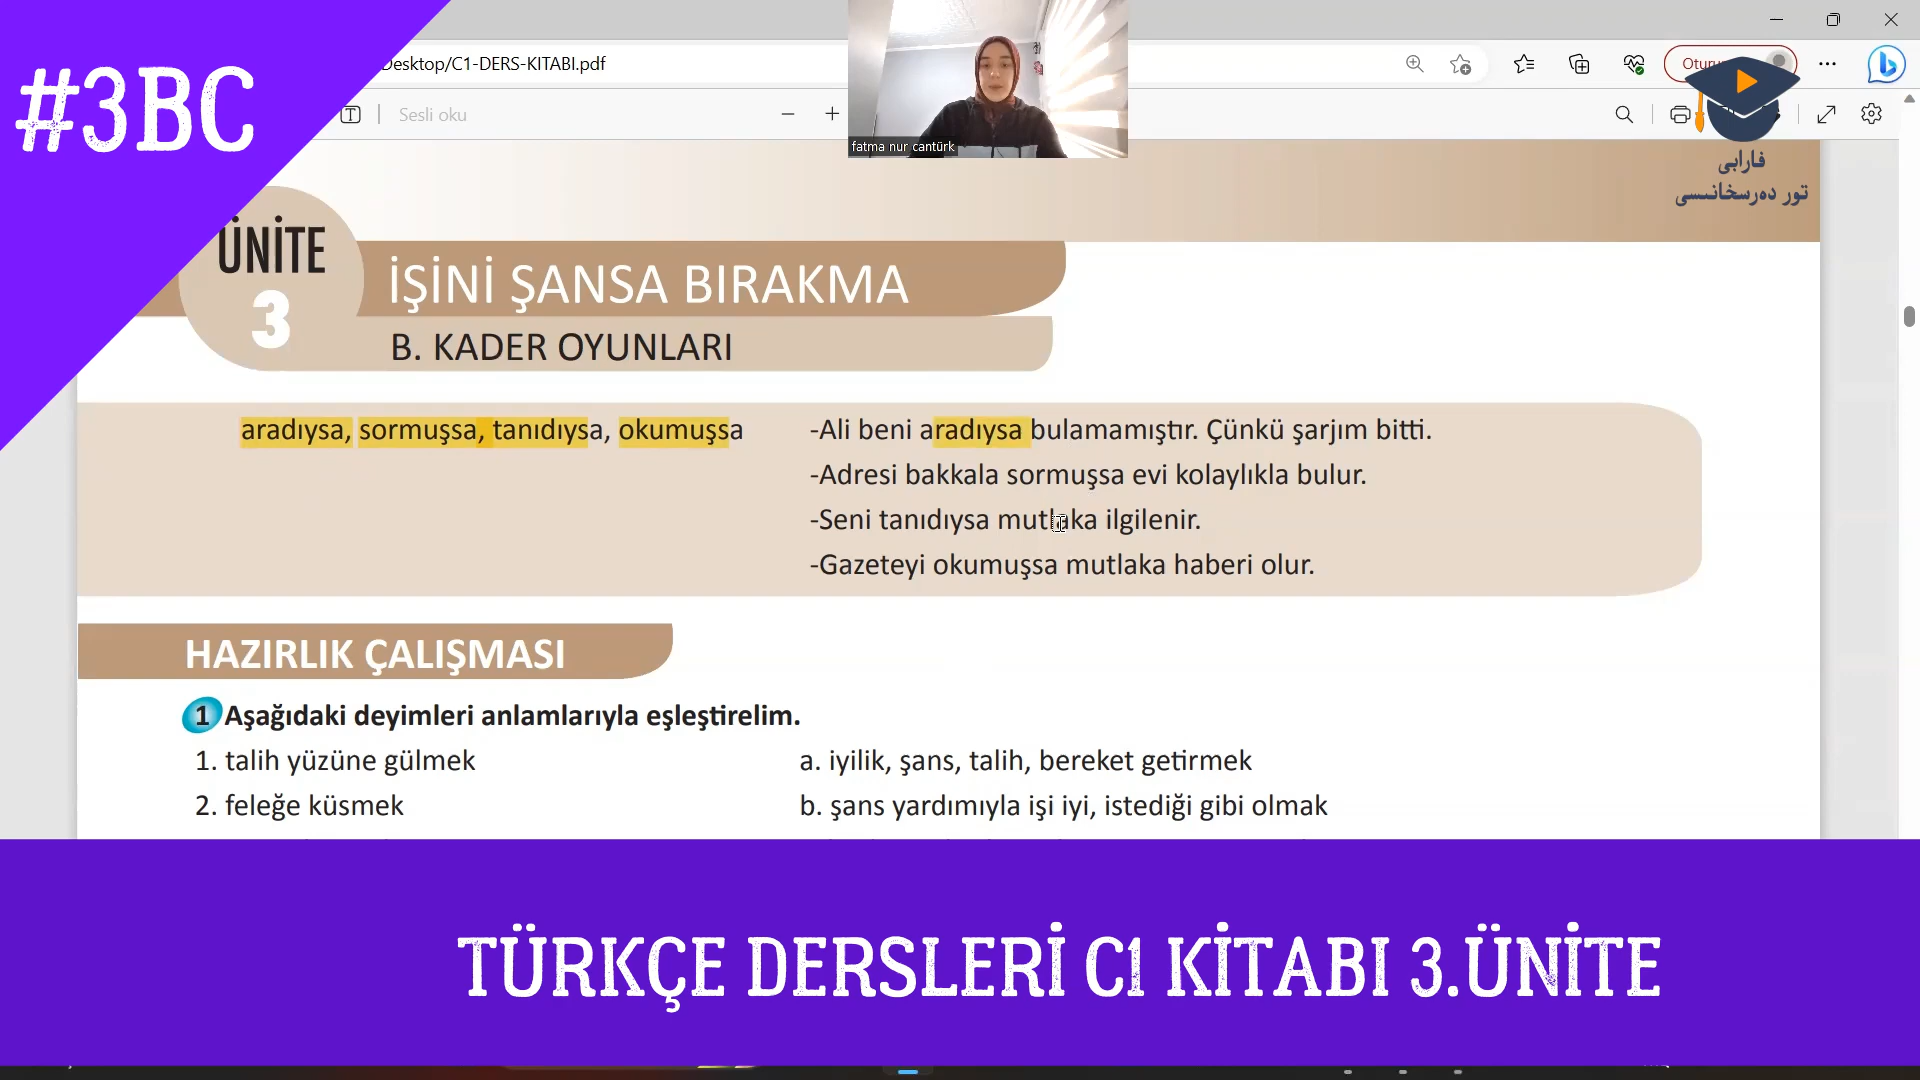 #3BC
Desktop/C1-DERS-KITABI.pdf
Sesli oku
fatma nur cantürk
فارابى
تور دەرسخانىسى
ÜNİTE
3
İŞİNİ ŞANSA BIRAKMA
B. KADER OYUNLARI
aradıysa, sormuşsa, tanıdıysa, okumuşsa
-Ali beni aradıysa bulamamıştır. Çünkü şarjım bitti.
-Adresi bakkala sormuşsa evi kolaylıkla bulur.
-Seni tanıdıysa mutlaka ilgilenir.
-Gazeteyi okumuşsa mutlaka haberi olur.
HAZIRLIK ÇALIŞMASI
1 Aşağıdaki deyimleri anlamlarıyla eşleştirelim.
1. talih yüzüne gülmek
a. iyilik, şans, talih, bereket getirmek
2. feleğe küsmek
b. şans yardımıyla işi iyi, istediği gibi olmak
TÜRKÇE DERSLERİ C1 KİTABI 3.ÜNİTE